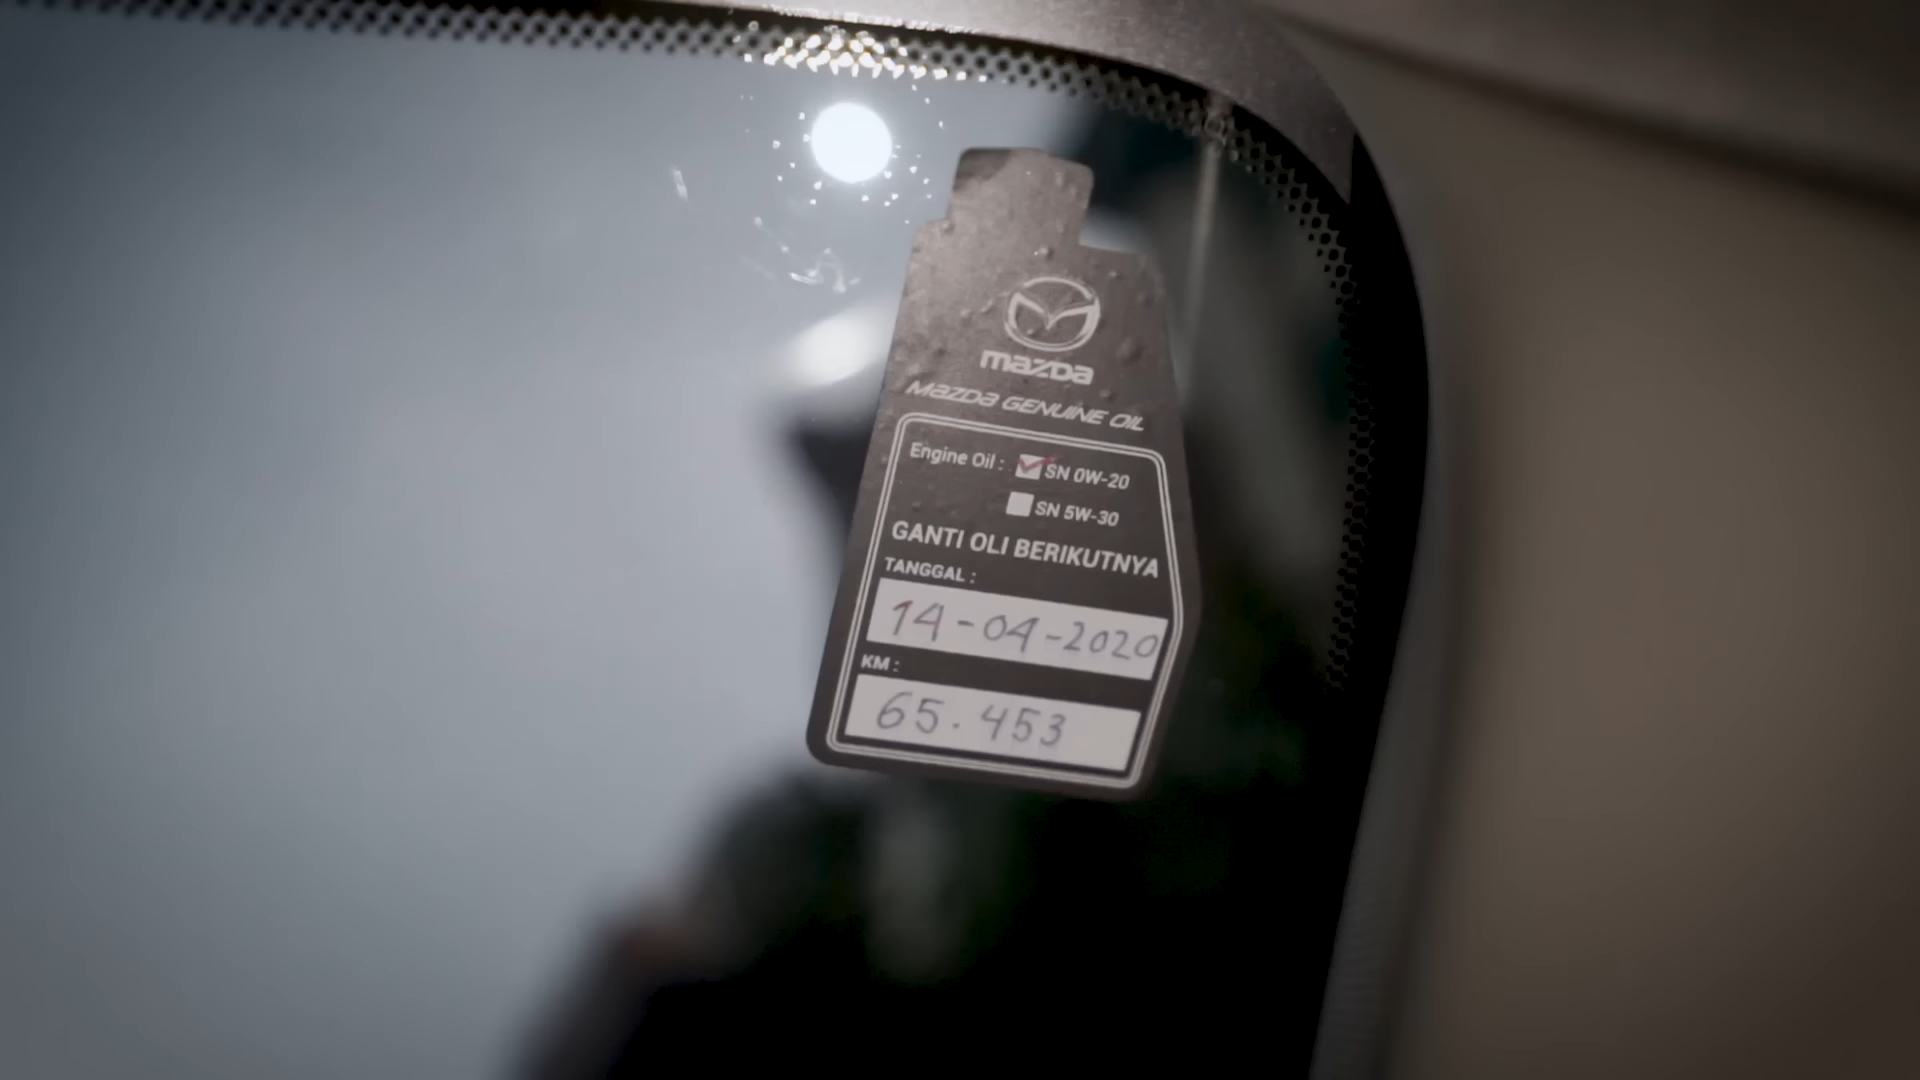 mazda
mazda GENUINE OIL
Engine Oil : SN 0W-20
SN 5W-30
GANTI OLI BERIKUTNYA
TANGGAL :
14-04-2020
KM :
65.453